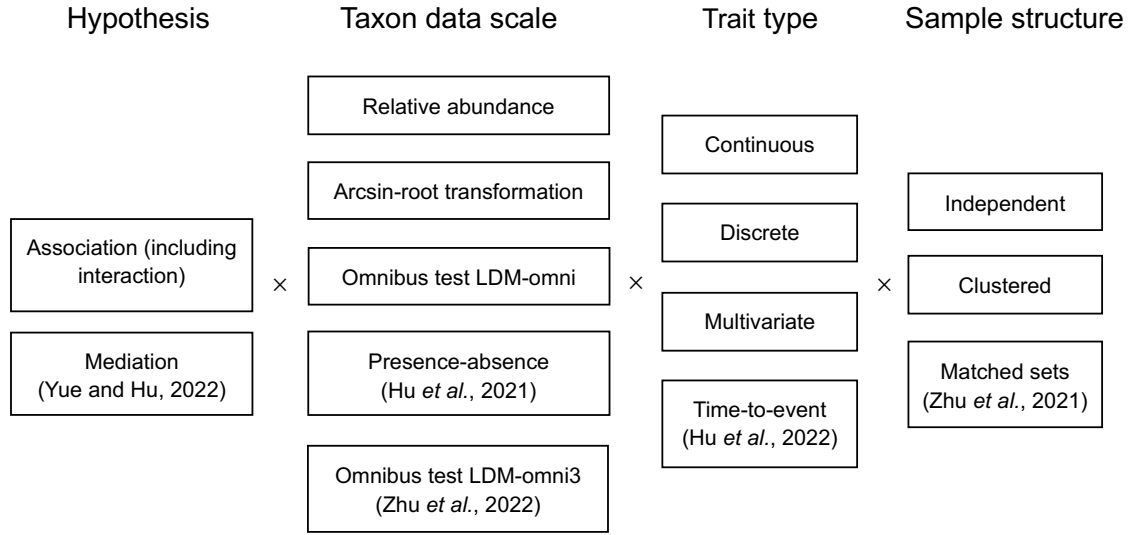 Hypothesis
Taxon data scale
Trait type
Sample structure
Association (including
interaction)
Mediation
(Yue and Hu, 2022)
×
Relative abundance
Arcsin-root transformation
Omnibus test LDM-omni
Presence-absence
(Hu et al., 2021)
Omnibus test LDM-omni3
(Zhu et al., 2022)
×
Continuous
Discrete
Multivariate
Time-to-event
(Hu et al., 2022)
×
Independent
Clustered
Matched sets
(Zhu et al., 2021)